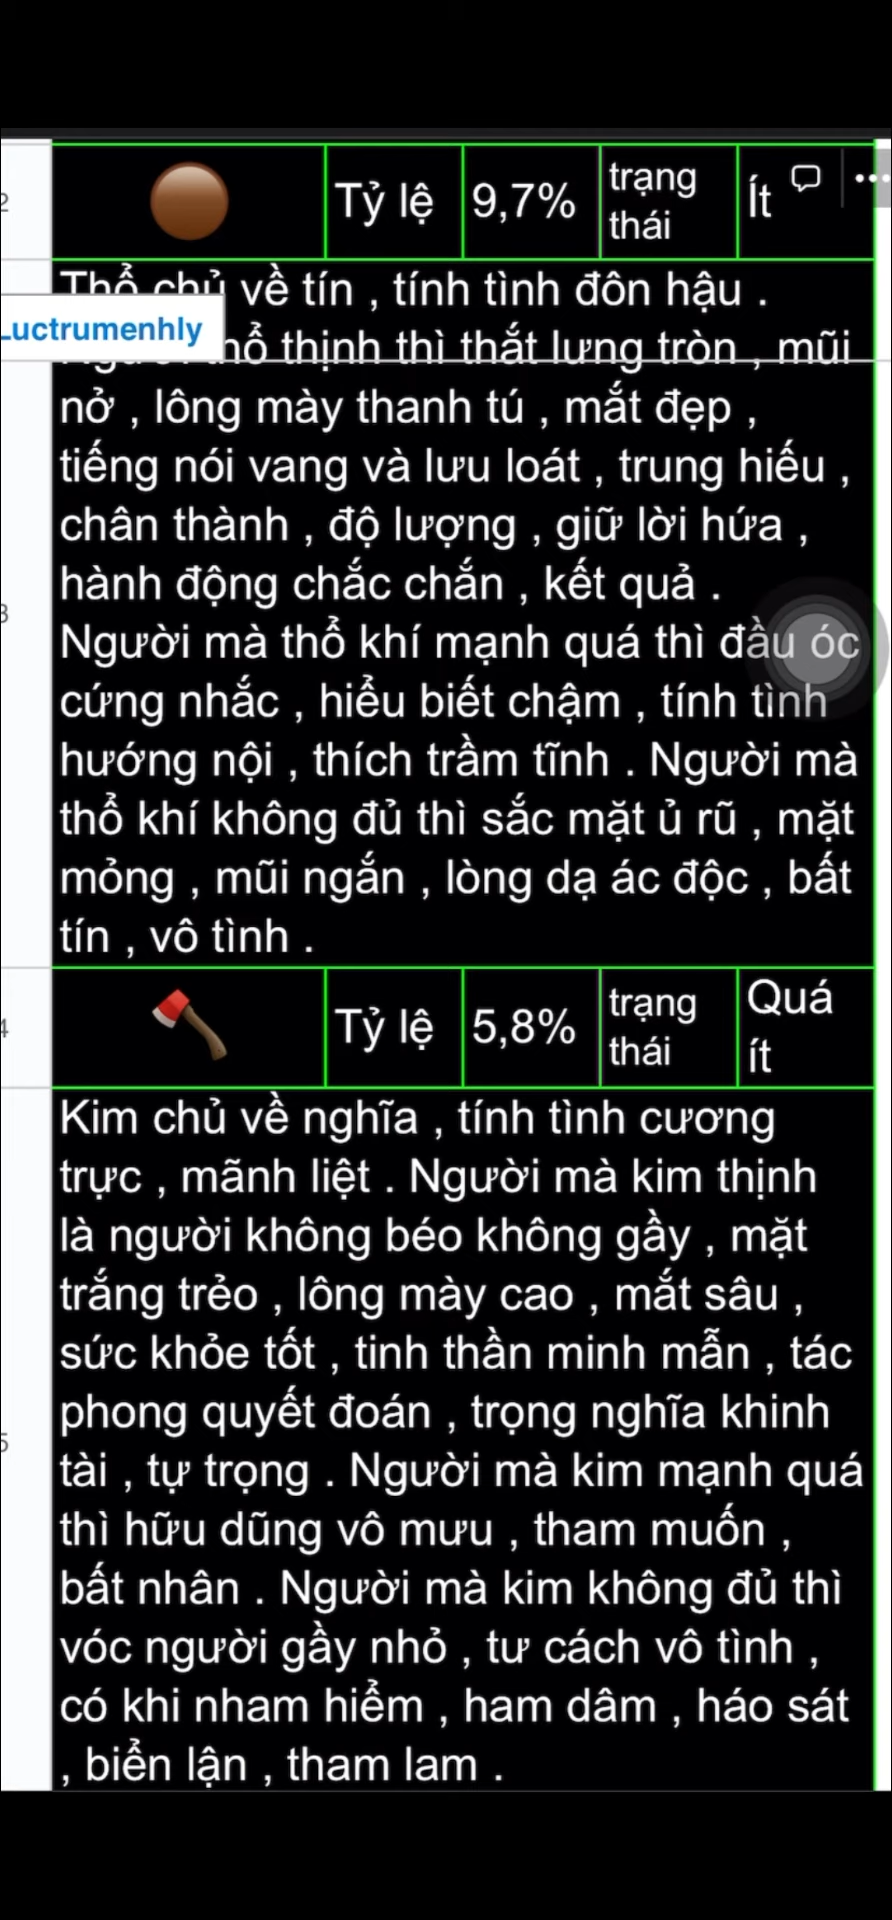 Tỷ lệ 9,7% trạng thái Ít
Thổ chủ về tín , tính tình đôn hậu .
Luctrumenhly
thổ thịnh thì thắt lưng tròn , mũi
nở , lông mày thanh tú , mắt đẹp ,
tiếng nói vang và lưu loát , trung hiếu ,
chân thành , độ lượng , giữ lời hứa ,
hành động chắc chắn , kết quả .
Người mà thổ khí mạnh quá thì đầu óc
cứng nhắc , hiểu biết chậm , tính tình
hướng nội , thích trầm tĩnh . Người mà
thổ khí không đủ thì sắc mặt ủ rũ , mặt
mỏng , mũi ngắn , lòng dạ ác độc , bất
tín , vô tình .
Tỷ lệ 5,8% trạng thái Quá ít
Kim chủ về nghĩa , tính tình cương
trực , mãnh liệt . Người mà kim thịnh
là người không béo không gầy , mặt
trắng trẻo , lông mày cao , mắt sâu ,
sức khỏe tốt , tinh thần minh mẫn , tác
phong quyết đoán , trọng nghĩa khinh
tài , tự trọng . Người mà kim mạnh quá
thì hữu dũng vô mưu , tham muốn ,
bất nhân . Người mà kim không đủ thì
vóc người gầy nhỏ , tư cách vô tình ,
có khi nham hiểm , ham dâm , háo sát
, biển lận , tham lam .